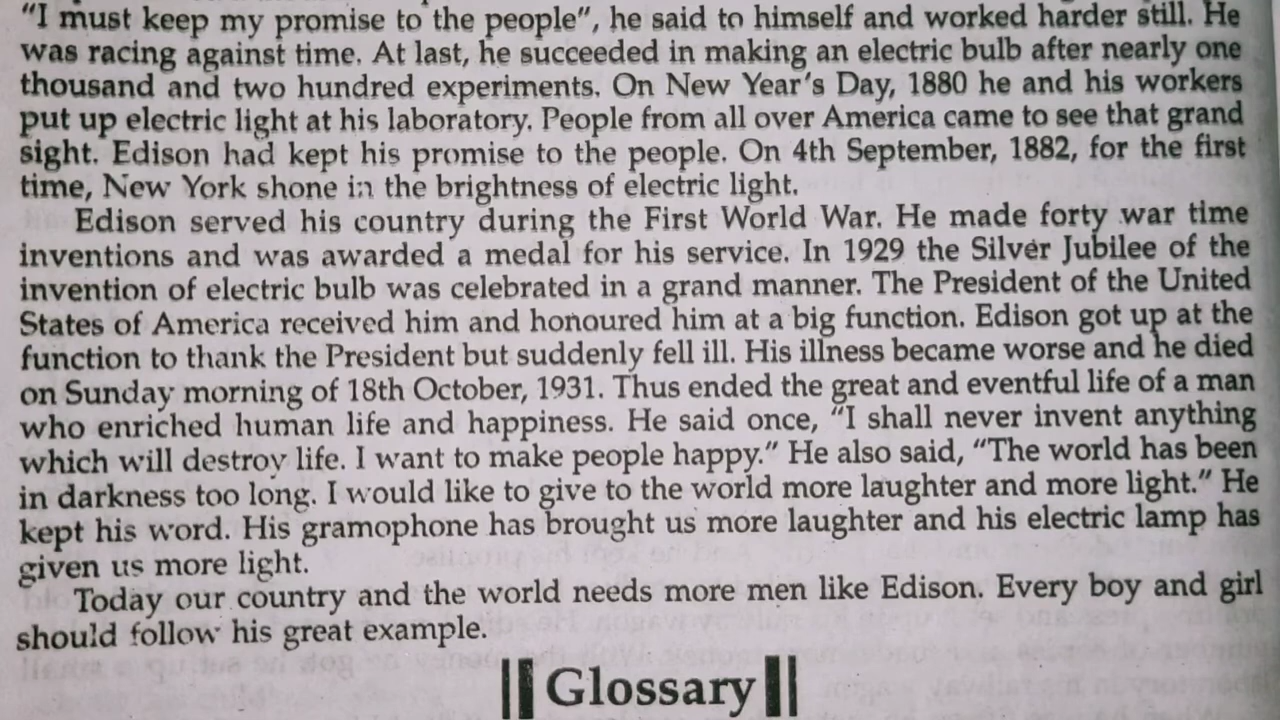 "I must keep my promise to the people", he said to himself and worked harder still. He
was racing against time. At last, he succeeded in making an electric bulb after nearly one
thousand and two hundred experiments. On New Year's Day, 1880 he and his workers
put up electric light at his laboratory. People from all over America came to see that grand
sight. Edison had kept his promise to the people. On 4th September, 1882, for the first
time, New York shone in the brightness of electric light.
Edison served his country during the First World War. He made forty war time
inventions and was awarded a medal for his service. In 1929 the Silver Jubilee of the
invention of electric bulb was celebrated in a grand manner. The President of the United
States of America received him and honoured him at a big function. Edison got up at the
function to thank the President but suddenly fell ill. His illness became worse and he died
on Sunday morning of 18th October, 1931. Thus ended the great and eventful life of a man
who enriched human life and happiness. He said once, "I shall never invent anything
which will destroy life. I want to make people happy." He also said, "The world has been
in darkness too long. I would like to give to the world more laughter and more light." He
kept his word. His gramophone has brought us more laughter and his electric lamp has
given us more light.
Today our country and the world needs more men like Edison. Every boy and girl
should follow his great example.
Glossary